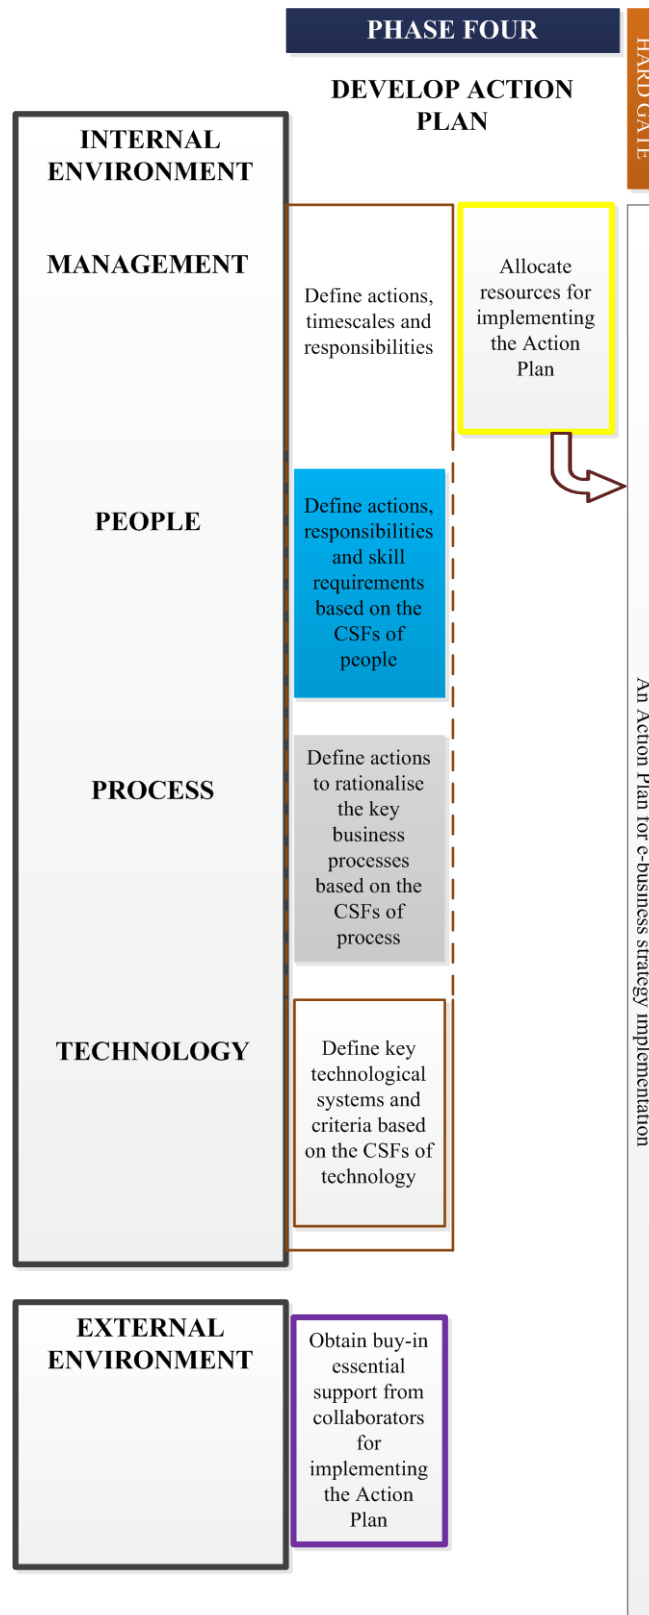 PHASE FOUR
HARD GATE
DEVELOP ACTION
PLAN
INTERNAL
ENVIRONMENT
MANAGEMENT
Define actions,
timescales and
responsibilities
Allocate
resources for
implementing
the Action
Plan
PEOPLE
Define actions,
responsibilities
and skill
requirements
based on the
CSFs of
people
PROCESS
Define actions
to rationalise
the key
business
processes
based on the
CSFs of
process
TECHNOLOGY
Define key
technological
systems and
criteria based
on the CSFs of
technology
An Action Plan for e-business strategy implementation
EXTERNAL
ENVIRONMENT
Obtain buy-in
essential
support from
collaborators
for
implementing
the Action
Plan